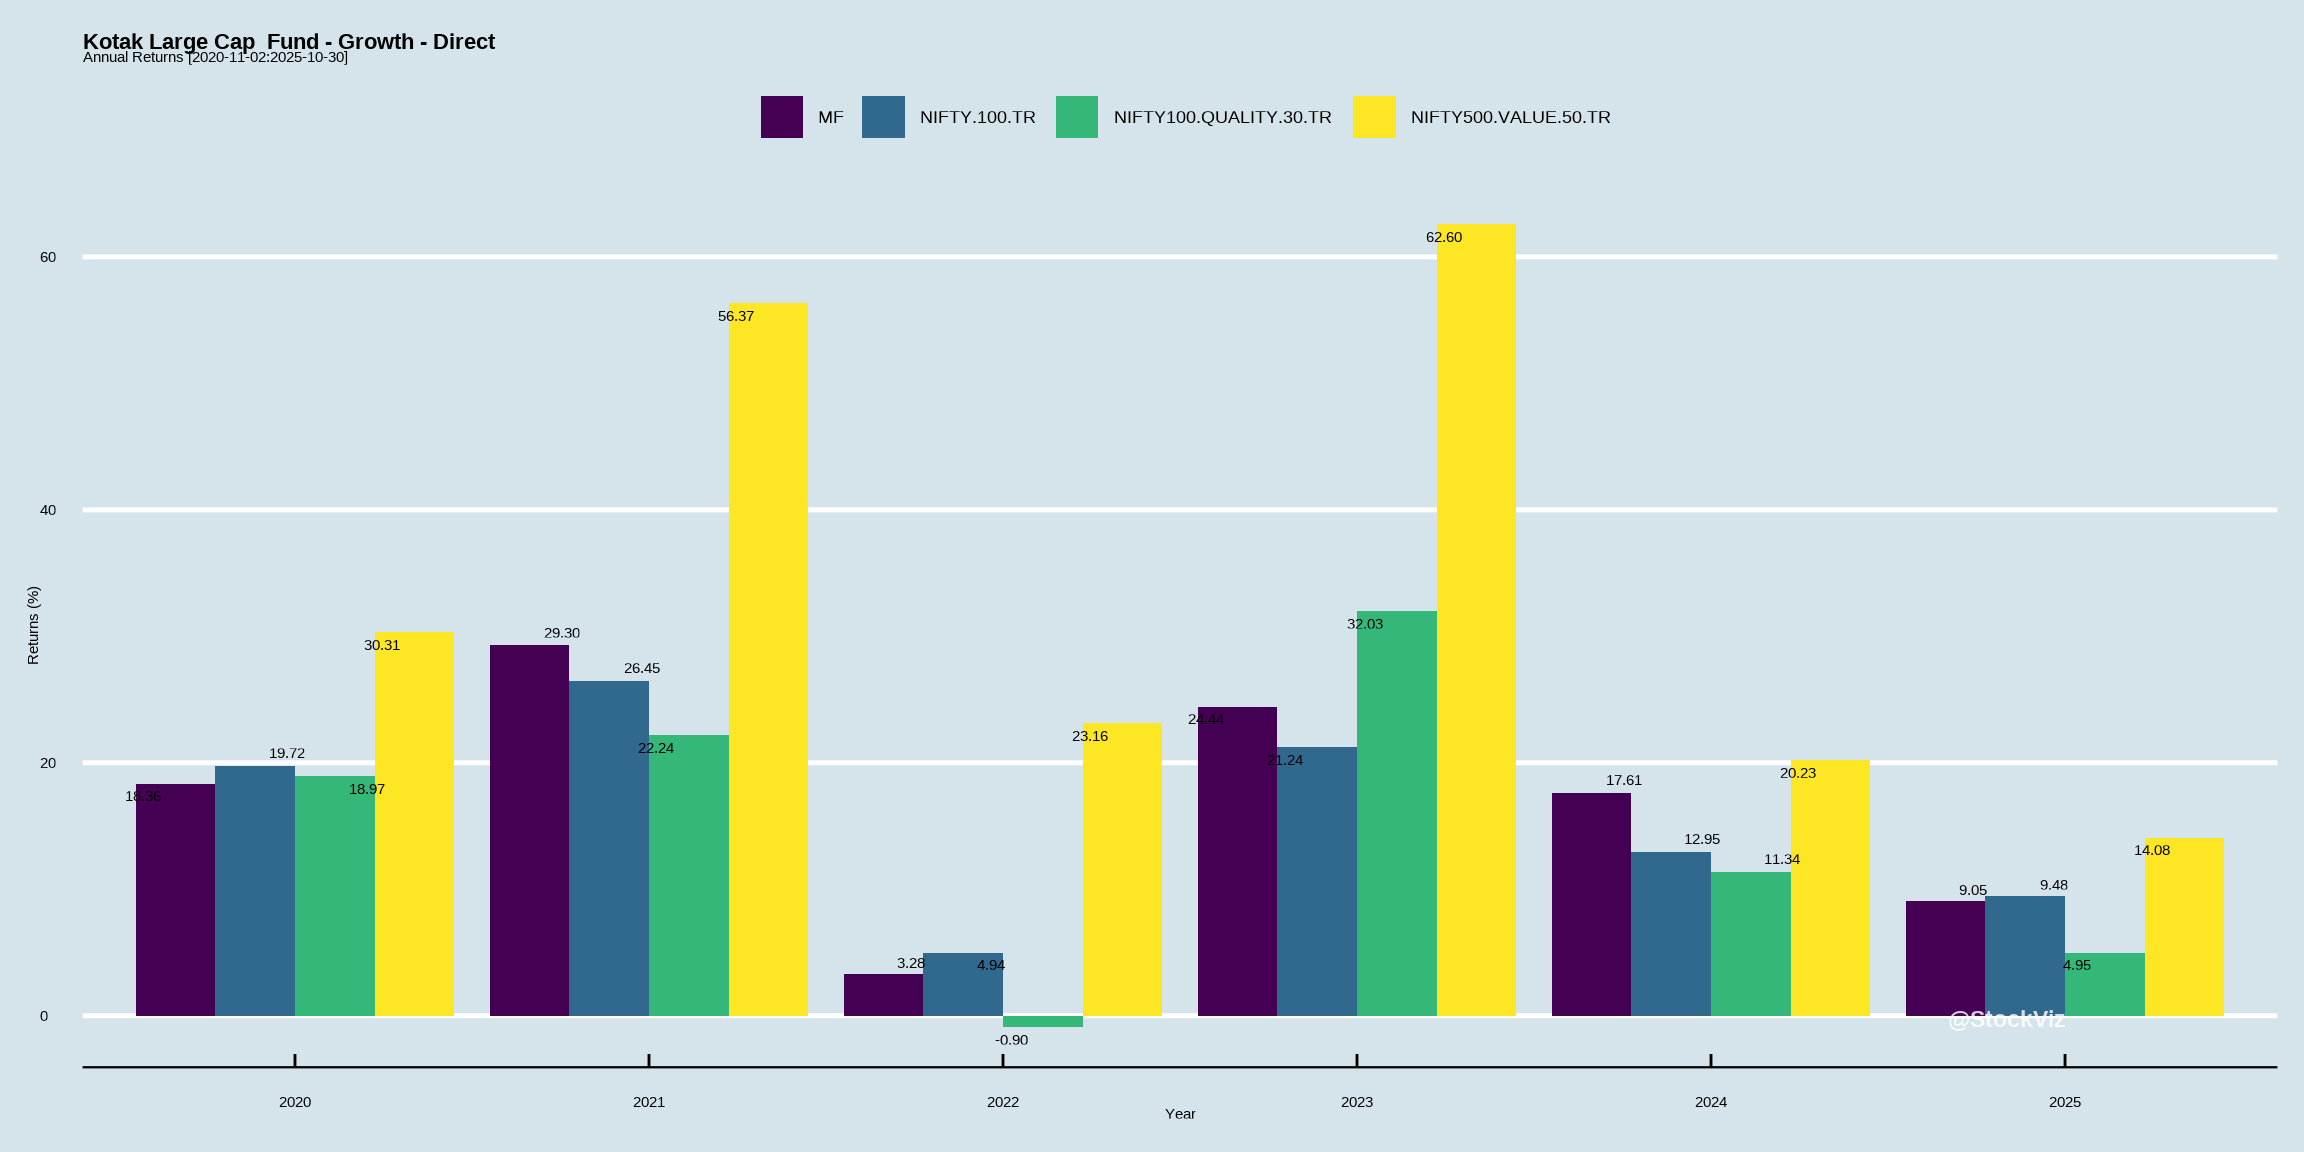 Kotak Large Cap  Fund - Growth - Direct
Annual Returns [2020-11-02:2025-10-30]
MF NIFTY.100.TR NIFTY100.QUALITY.30.TR NIFTY500.VALUE.50.TR
Returns (%)
60
40
20
0
18.36 19.72 18.97 30.31
29.30 26.45 22.24 56.37
3.28 4.94 -0.90 23.16
24.44 21.24 32.03 62.60
17.61 12.95 11.34 20.23
9.05 9.48 4.95 14.08
@StockViz
2020 2021 2022 2023 2024 2025
Year